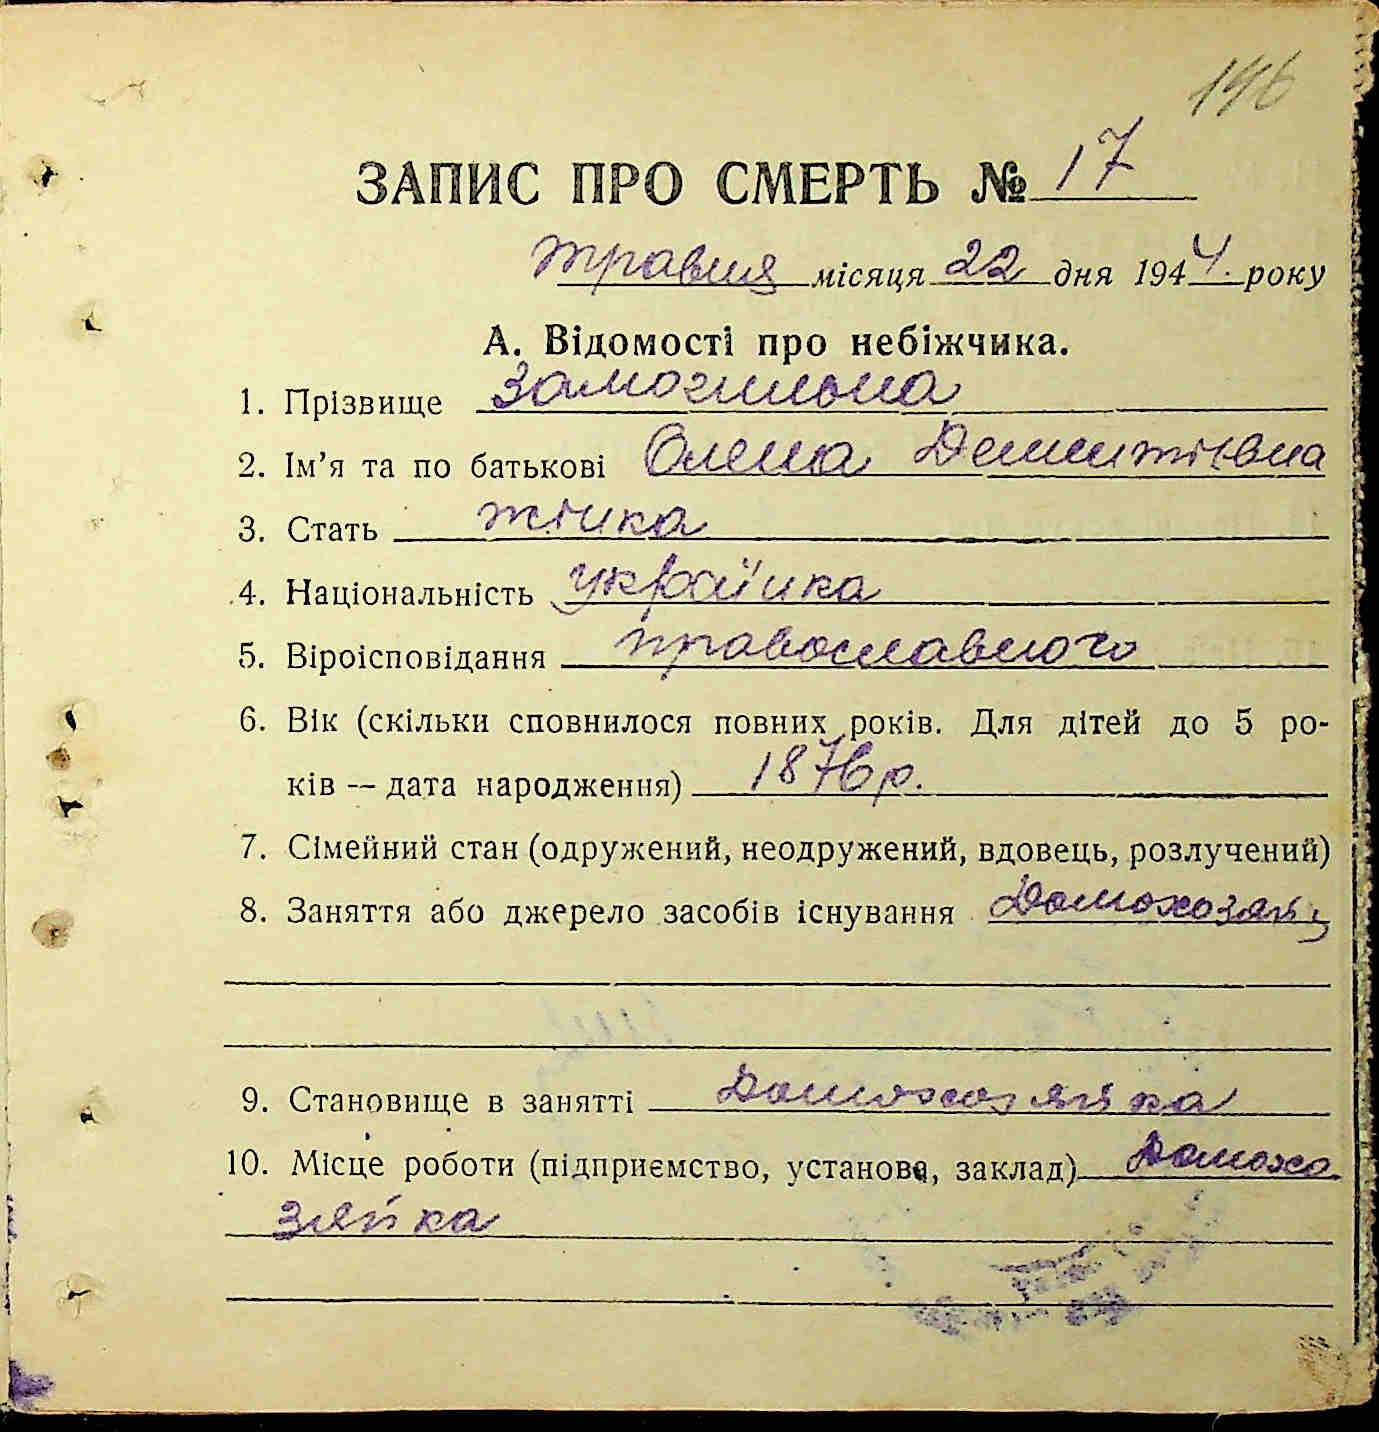 146
ЗАПИС ПРО СМЕРТЬ № 17
травня місяця 22 дня 1944. року
А. Відомості про небіжчика.
1. Прізвище Замогильна
2. Ім’я та по батькові Олена Дементіівна
3. Стать жінка
4. Національність українка
5. Віроісповідання православного
6. Вік (скільки сповнилося повних років. Для дітей до 5 ро-
ків — дата народження) 1876 р.
7. Сімейний стан (одружений, неодружений, вдовець, розлучений)
8. Заняття або джерело засобів існування
9. Становище в занятті Домохозяйка
10. Місце роботи (підприємство, установа, заклад) Домохо
зяйка